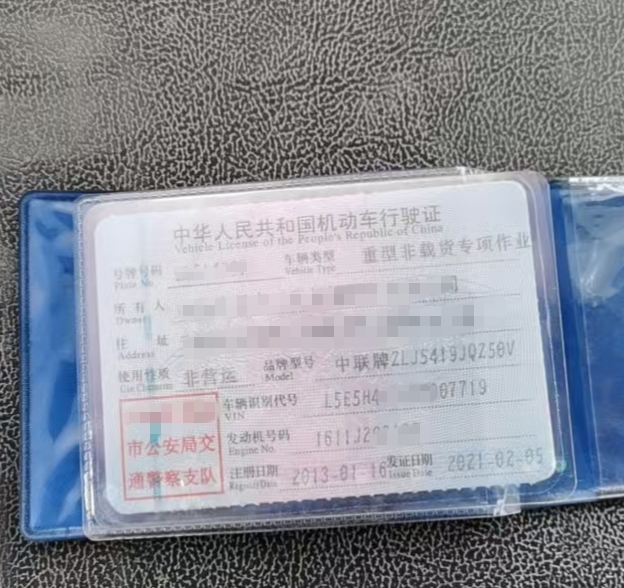 中华人民共和国机动车行驶证
Vehicle License of the People's Republic of China
号牌号码
Plate No.
车辆类型 重型非载货专项作业
Vehicle Type
所有人 司
Owner
住址
Address
使用性质 非营运
Use Character
品牌型号 中联牌ZLJ5419JQZ50V
Model
市公安局交
通警察支队
车辆识别代号 L5E5H4 07719
VIN
发动机号码 1611J20
Engine No.
注册日期 2013-01-16
Register Date
发证日期 2021-02-05
Issue Date